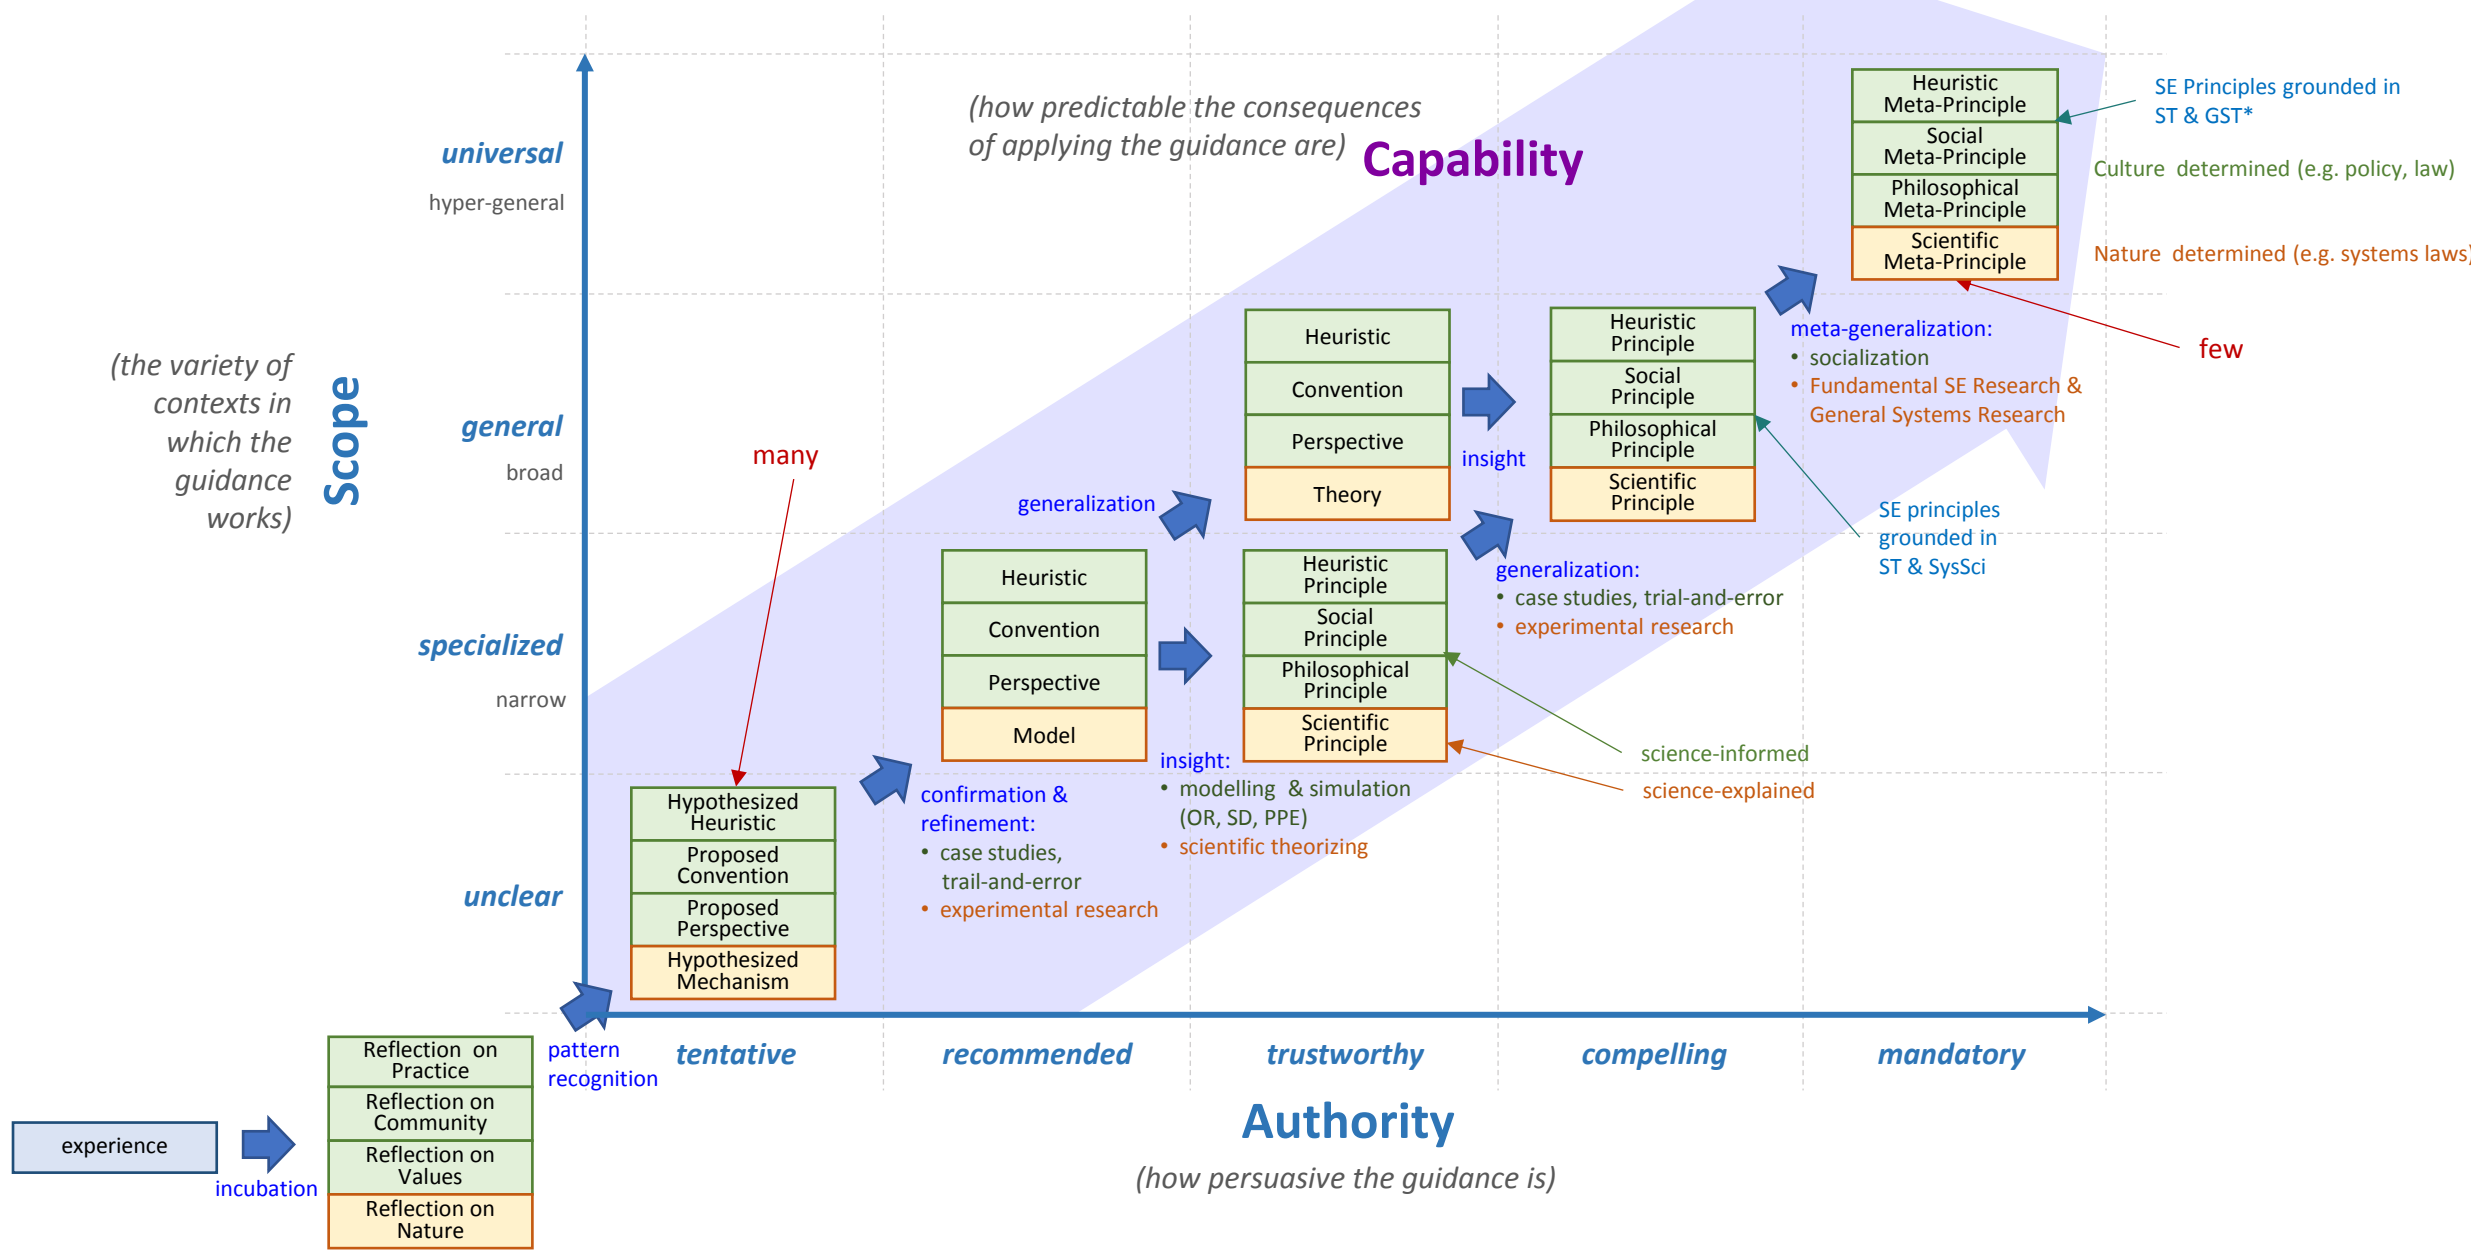 (how predictable the consequences
of applying the guidance are)
Capability
universal
hyper-general
general
broad
specialized
narrow
unclear
Scope
(the variety of
contexts in
which the
guidance
works)
Heuristic
Meta-Principle
Social
Meta-Principle
Philosophical
Meta-Principle
Scientific
Meta-Principle
SE Principles grounded in
ST & GST*
Culture determined (e.g. policy, law)
Nature determined (e.g. systems laws)
few
meta-generalization:
• socialization
• Fundamental SE Research &
General Systems Research
Heuristic
Convention
Perspective
Theory
insight
Heuristic
Principle
Social
Principle
Philosophical
Principle
Scientific
Principle
SE principles
grounded in
ST & SysSci
many
generalization
Heuristic
Convention
Perspective
Model
Heuristic
Principle
Social
Principle
Philosophical
Principle
Scientific
Principle
generalization:
• case studies, trial-and-error
• experimental research
science-informed
science-explained
insight:
• modelling & simulation
(OR, SD, PPE)
• scientific theorizing
confirmation &
refinement:
• case studies,
trail-and-error
• experimental research
Hypothesized
Heuristic
Proposed
Convention
Proposed
Perspective
Hypothesized
Mechanism
pattern
recognition
tentative
recommended
trustworthy
compelling
mandatory
Authority
(how persuasive the guidance is)
experience
incubation
Reflection on
Practice
Reflection on
Community
Reflection on
Values
Reflection on
Nature